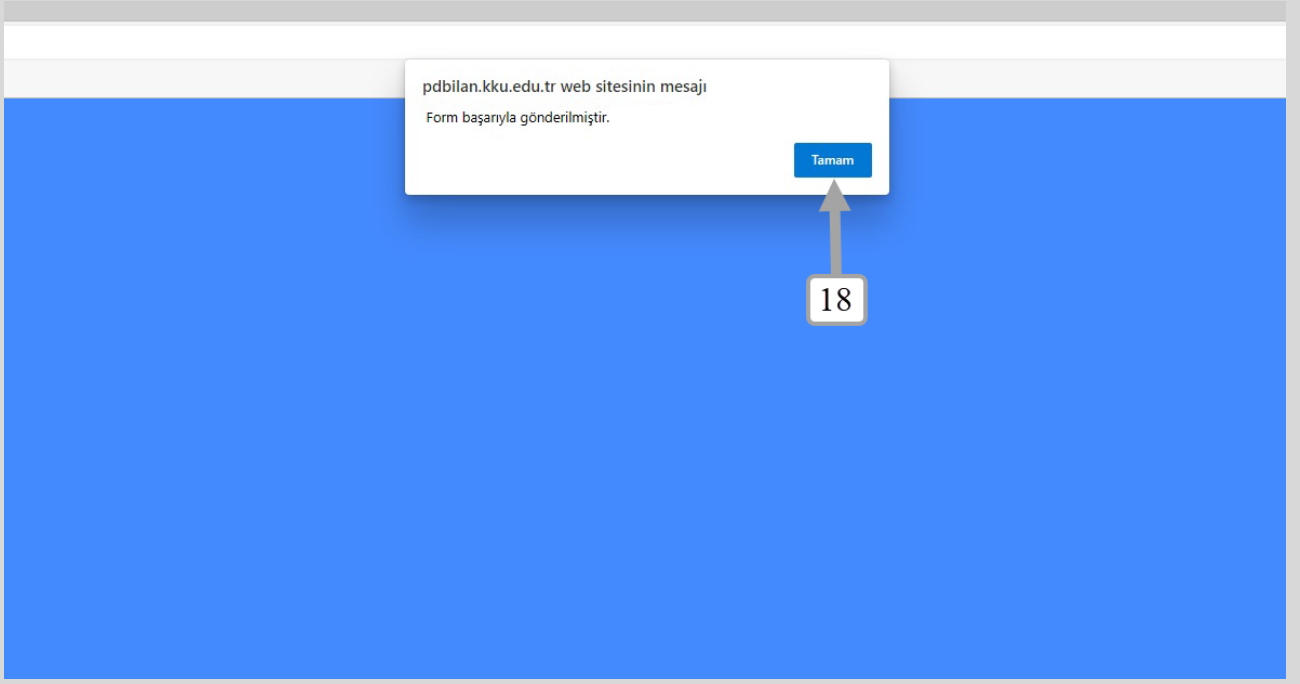 pdbilan.kku.edu.tr web sitesinin mesajı
Form başarıyla gönderilmiştir.
Tamam
18